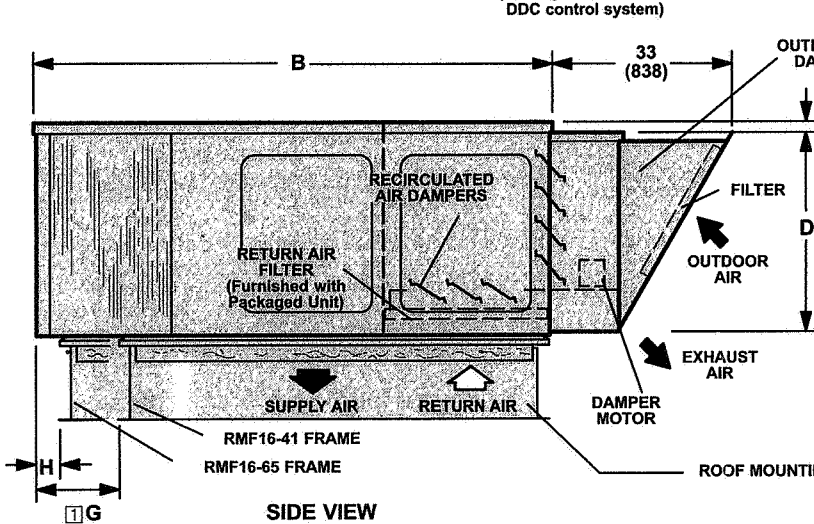 DDC control system)
B
33
(838)
FILTER
RECIRCULATED
AIR DAMPERS
D
RETURN AIR
FILTER
(Furnished with
Packaged Unit)
OUTDOOR
AIR
EXHAUST
AIR
SUPPLY AIR
RETURN AIR
DAMPER
MOTOR
RMF16-41 FRAME
H
RMF16-65 FRAME
1 G
SIDE VIEW
ROOF